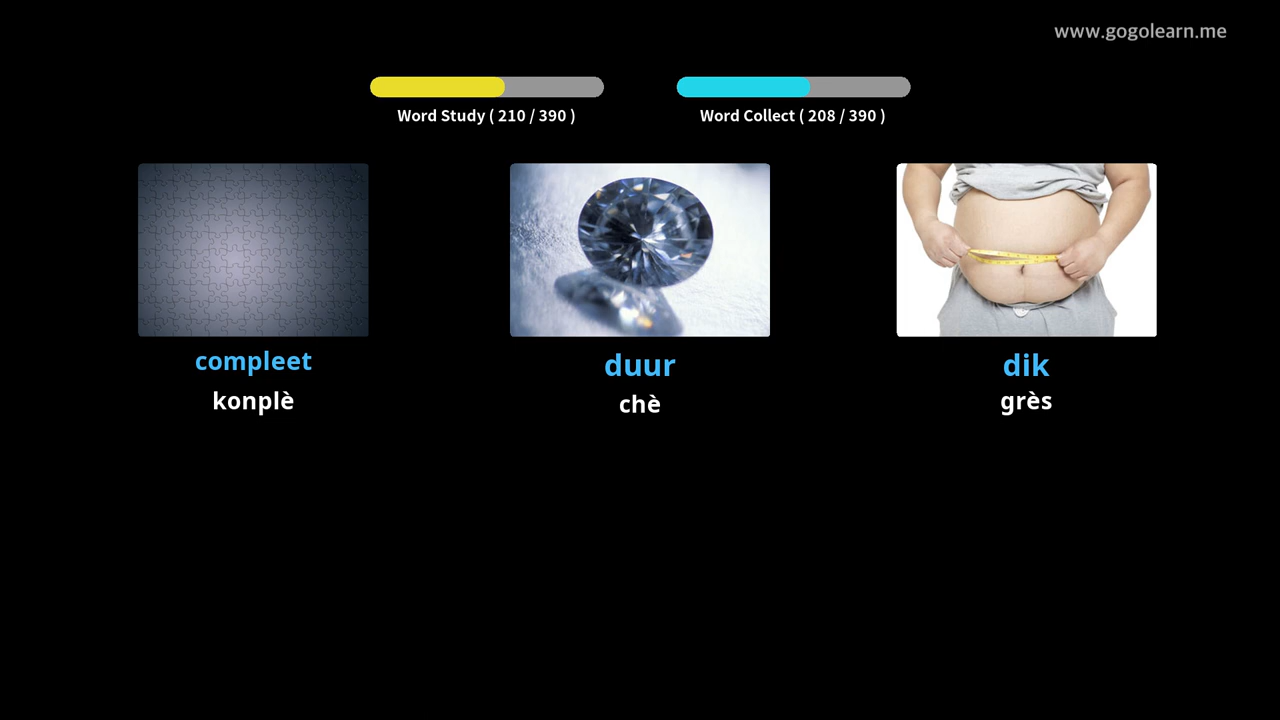 www.gogolearn.me
Word Study ( 210 / 390 )
Word Collect ( 208 / 390 )
compleet
konplè
duur
chè
dik
grès